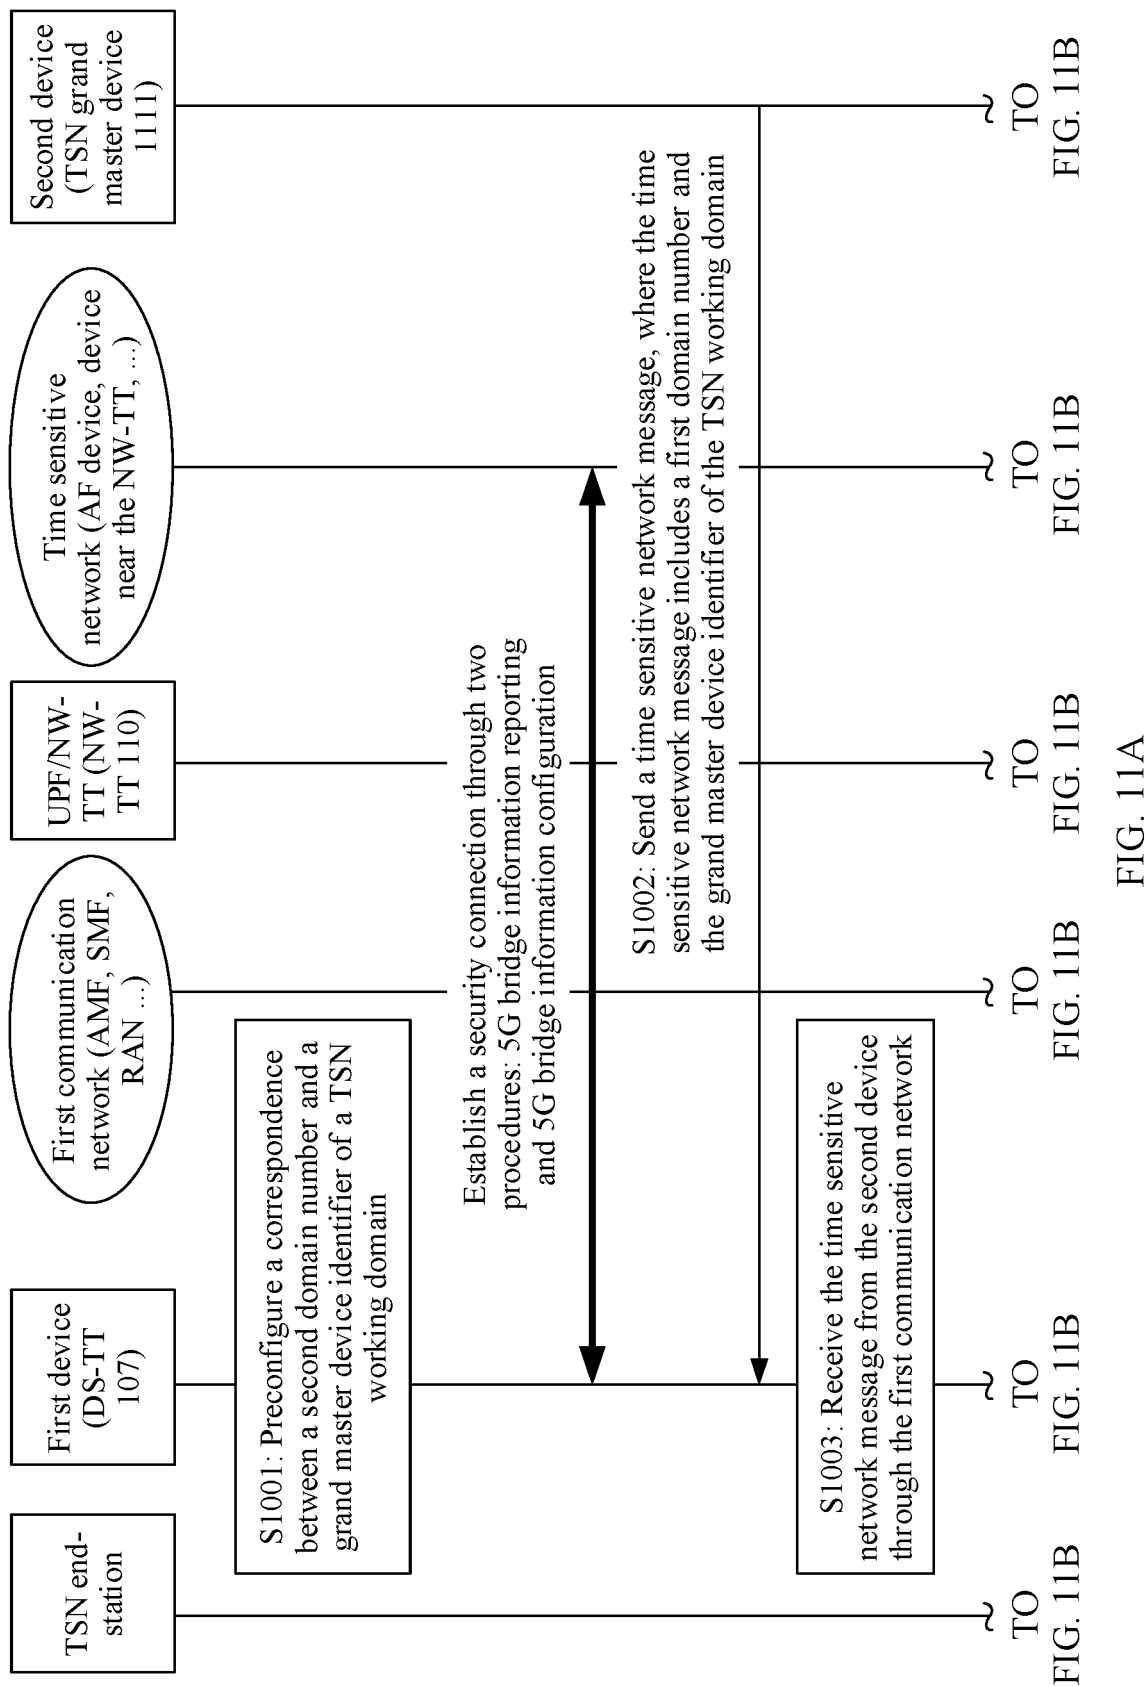 TSN end-
station
First device
(DS-TT
107)
First communication
network (AMF, SMF,
RAN ...)
UPF/NW-
TT (NW-
TT 110)
Time sensitive
network (AF device, device
near the NW-TT, ...)
Second device
(TSN grand
master device
1111)
S1001: Preconfigure a correspondence
between a second domain number and a
grand master device identifier of a TSN
working domain
Establish a security connection through two
procedures: 5G bridge information reporting
and 5G bridge information configuration
S1002: Send a time sensitive network message, where the time
sensitive network message includes a first domain number and
the grand master device identifier of the TSN working domain
S1003: Receive the time sensitive
network message from the second device
through the first communication network
TO
FIG. 11B
TO
FIG. 11B
TO
FIG. 11B
TO
FIG. 11B
TO
FIG. 11B
TO
FIG. 11B
FIG. 11A